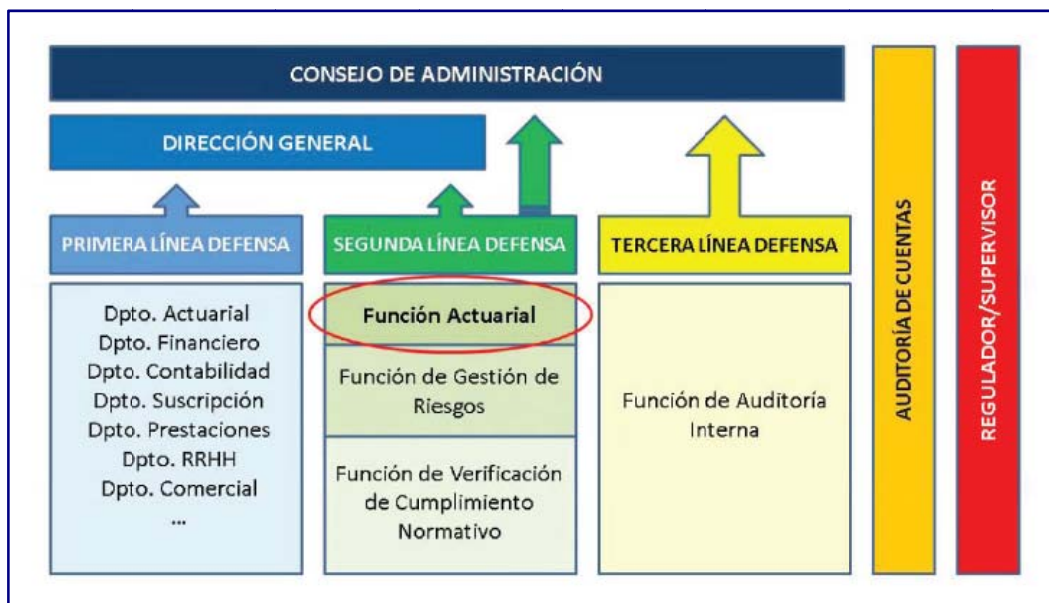 CONSEJO DE ADMINISTRACIÓN
DIRECCIÓN GENERAL
PRIMERA LÍNEA DEFENSA
Dpto. Actuarial
Dpto. Financiero
Dpto. Contabilidad
Dpto. Suscripción
Dpto. Prestaciones
Dpto. RRHH
Dpto. Comercial
...
SEGUNDA LÍNEA DEFENSA
Función Actuarial
Función de Gestión de
Riesgos
Función de Verificación
de Cumplimiento
Normativo
TERCERA LÍNEA DEFENSA
Función de Auditoría
Interna
AUDITORÍA DE CUENTAS
REGULADOR/SUPERVISOR